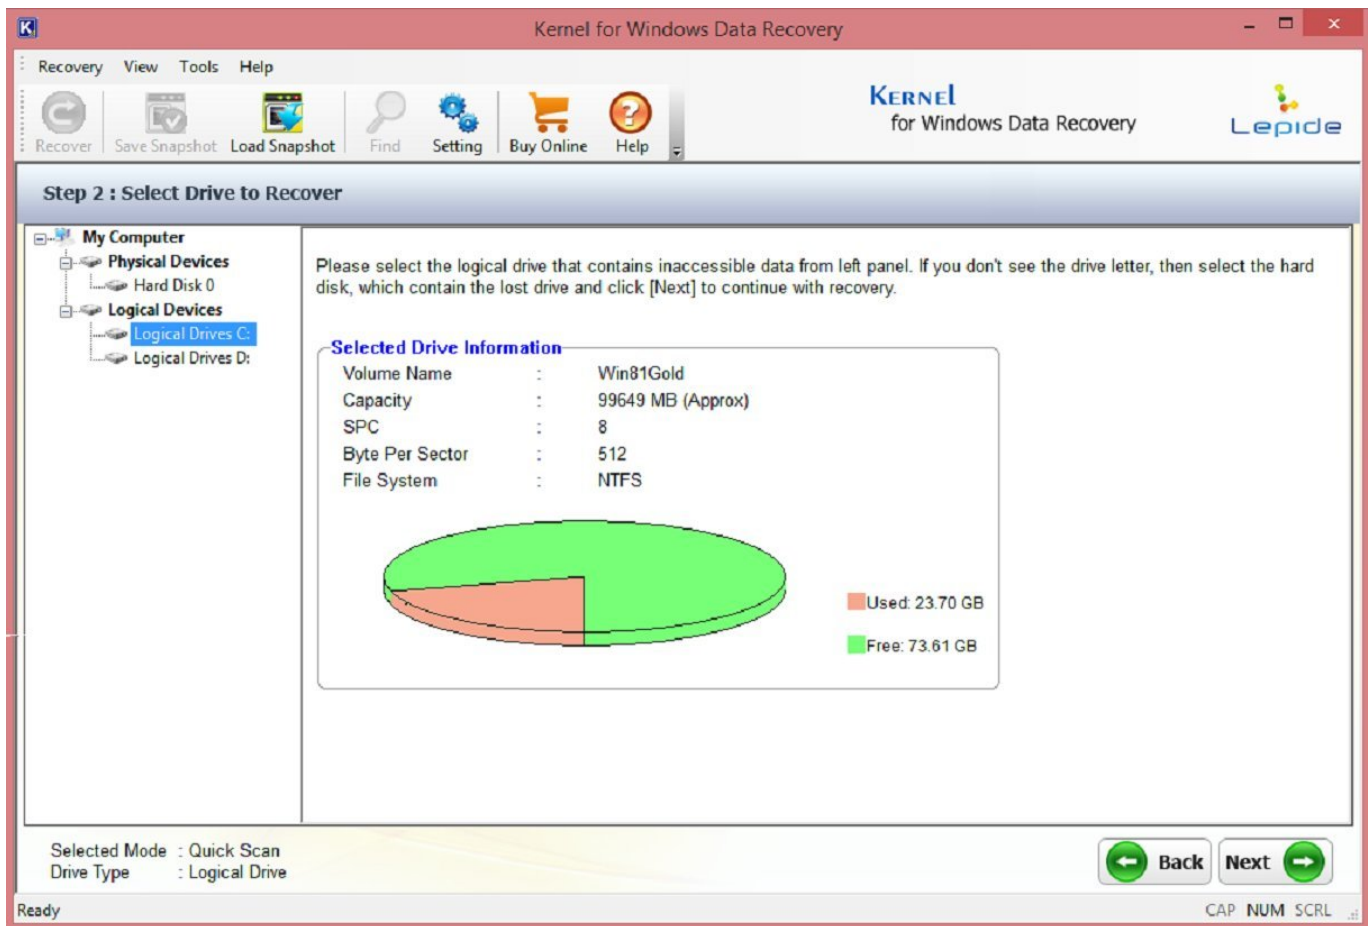 Kernel for Windows Data Recovery
Recovery View Tools Help
Recover Save Snapshot Load Snapshot Find Setting Buy Online Help
KERNEL
for Windows Data Recovery
Lepide
Step 2 : Select Drive to Recover
My Computer
Physical Devices
Hard Disk 0
Logical Devices
Logical Drives C:
Logical Drives D:
Please select the logical drive that contains inaccessible data from left panel. If you don't see the drive letter, then select the hard
disk, which contain the lost drive and click [Next] to continue with recovery.
Selected Drive Information
Volume Name : Win81Gold
Capacity : 99649 MB (Approx)
SPC : 8
Byte Per Sector : 512
File System : NTFS
Used: 23.70 GB
Free: 73.61 GB
Selected Mode : Quick Scan
Drive Type : Logical Drive
Back Next
Ready
CAP NUM SCRL